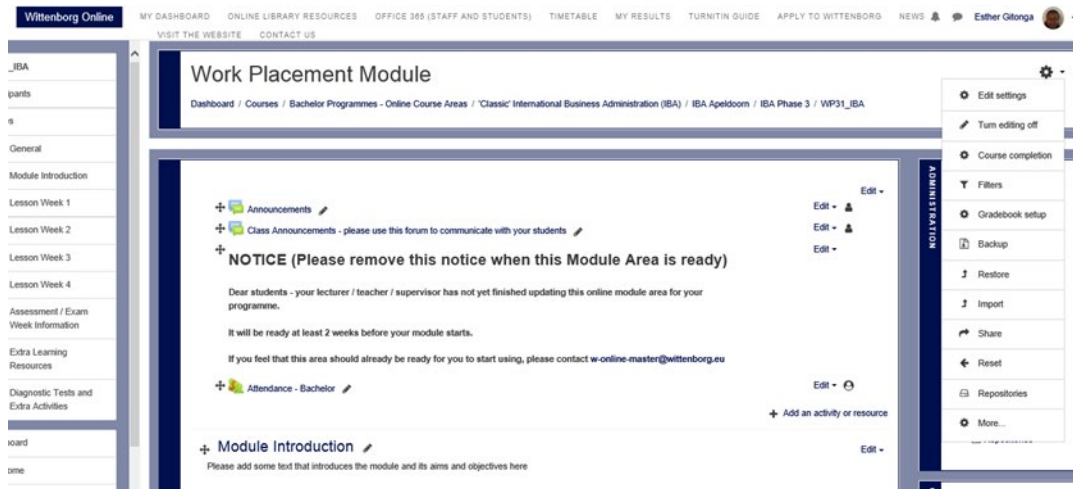 Wittenborg Online
MY DASHBOARD ONLINE LIBRARY RESOURCES OFFICE 365 (STAFF AND STUDENTS) TIMETABLE MY RESULTS TURNITIN GUIDE APPLY TO WITTENBORG NEWS Esther Gitonga
VISIT THE WEBSITE CONTACT US
_IBA
ipants
s
General
Module Introduction
Lesson Week 1
Lesson Week 2
Lesson Week 3
Lesson Week 4
Assessment / Exam
Week Information
Extra Learning
Resources
Diagnostic Tests and
Extra Activities
board
ome
Work Placement Module
Dashboard / Courses / Bachelor Programmes - Online Course Areas / 'Classic' International Business Administration (IBA) / IBA Apeldoorn / IBA Phase 3 / WP31_IBA
Edit
Announcements Edit
Class Announcements - please use this forum to communicate with your students Edit
NOTICE (Please remove this notice when this Module Area is ready) Edit
Dear students - your lecturer / teacher / supervisor has not yet finished updating this online module area for your
programme.
It will be ready at least 2 weeks before your module starts.
If you feel that this area should already be ready for you to start using, please contact w-online-master@wittenborg.eu
Attendance - Bachelor Edit
Add an activity or resource
Module Introduction Edit
Please add some text that introduces the module and its aims and objectives here
ADMINISTRATION
Edit settings
Turn editing off
Course completion
Filters
Gradebook setup
Backup
Restore
Import
Share
Reset
Repositories
More...